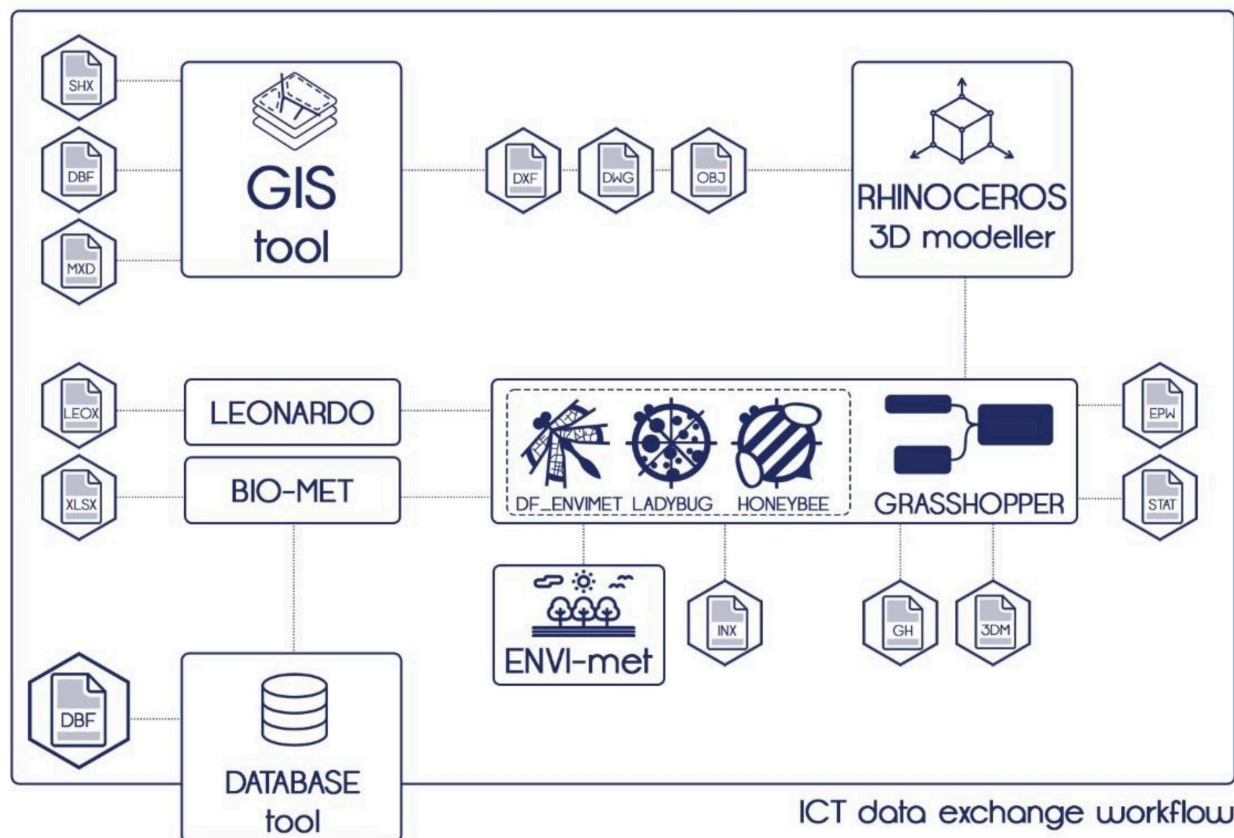 SHX
DBF
MXD
GIS
tool
DXF
DWG
OBJ
RHINOCEROS
3D modeller
LEOX
LEONARDO
XLSX
BIO-MET
DF_ENVIMET
LADYBUG
HONEYBEE
GRASSHOPPER
EPW
STAT
ENVI-met
INX
GH
3DM
DBF
DATABASE
tool
ICT data exchange workflow